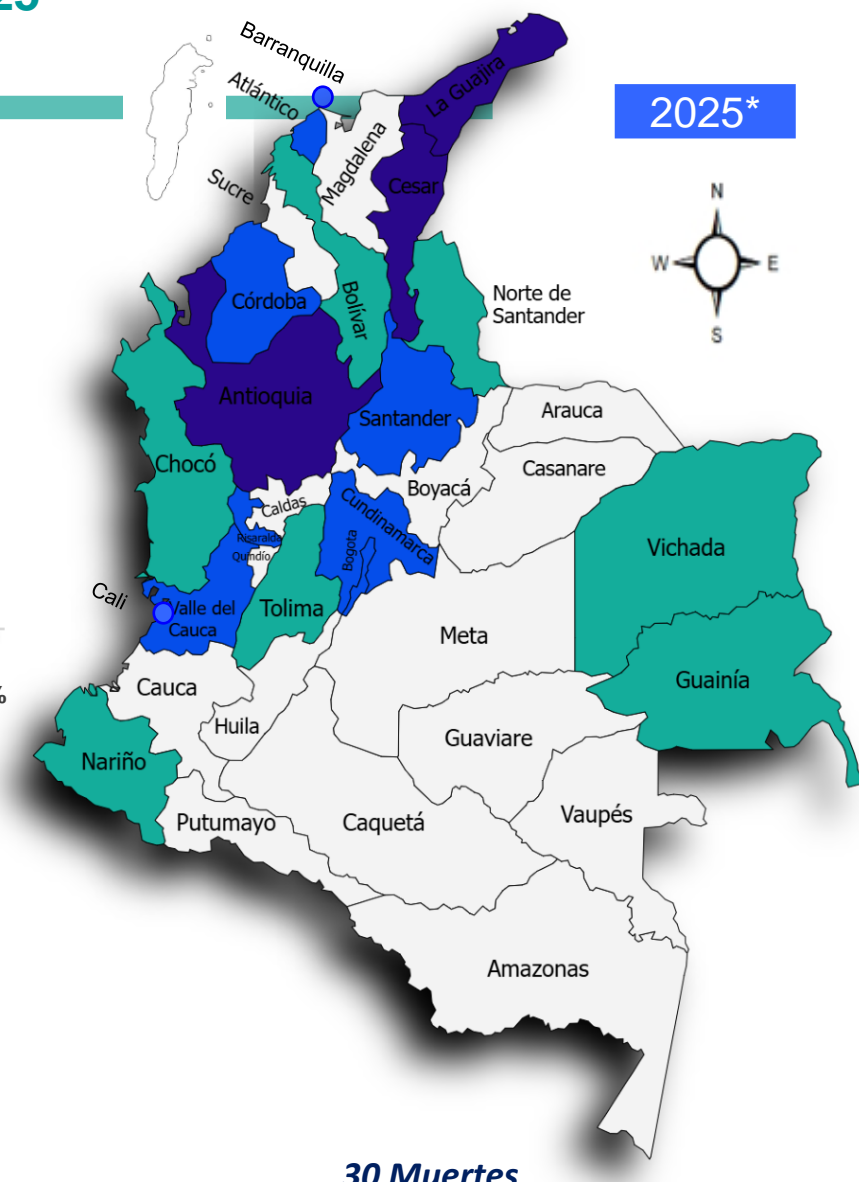 Barranquilla
Atlántico
La Guajira
2025*
Magdalena
Cesar
Sucre
N
W
E
S
Córdoba
Bolívar
Norte de
Santander
Antioquia
Santander
Arauca
Chocó
Casanare
Boyacá
Caldas
Cundinamarca
Risaralda
Quindío
Bogota
Vichada
Cali
Valle del
Cauca
Tolima
Meta
%
Cauca
Guainía
Huila
Guaviare
Nariño
Putumayo
Caquetá
Vaupés
Amazonas
30 Muertes